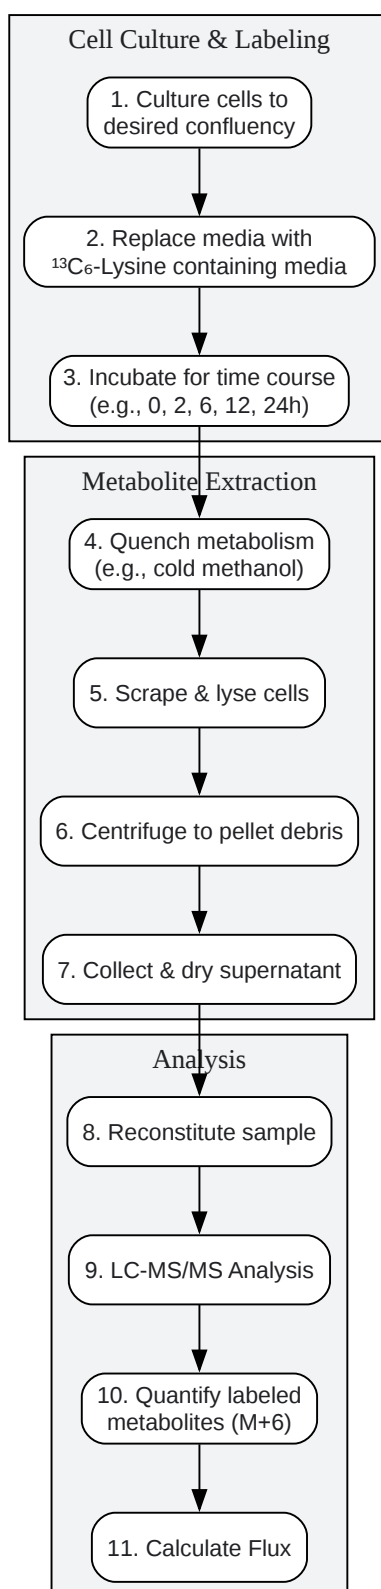 Cell Culture & Labeling
1. Culture cells to
desired confluency
2. Replace media with
¹³C₆-Lysine containing media
3. Incubate for time course
(e.g., 0, 2, 6, 12, 24h)
Metabolite Extraction
4. Quench metabolism
(e.g., cold methanol)
5. Scrape & lyse cells
6. Centrifuge to pellet debris
7. Collect & dry supernatant
Analysis
8. Reconstitute sample
9. LC-MS/MS Analysis
10. Quantify labeled
metabolites (M+6)
11. Calculate Flux